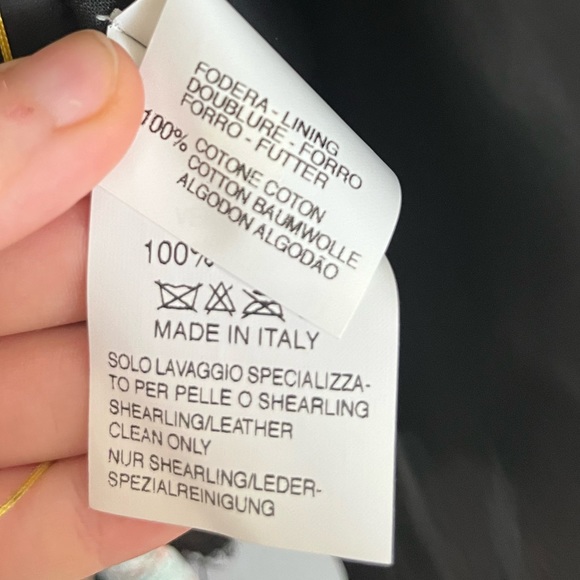 FODERA - LINING
DOUBLURE - FORRO
FORRO - FUTTER
100% COTONE COTON
COTTON BAUMWOLLE
ALGODON ALGODÃO
100%
MADE IN ITALY
SOLO LAVAGGIO SPECIALIZZA-
TO PER PELLE O SHEARLING
SHEARLING/LEATHER
CLEAN ONLY
NUR SHEARLING/LEDER-
SPEZIALREINIGUNG